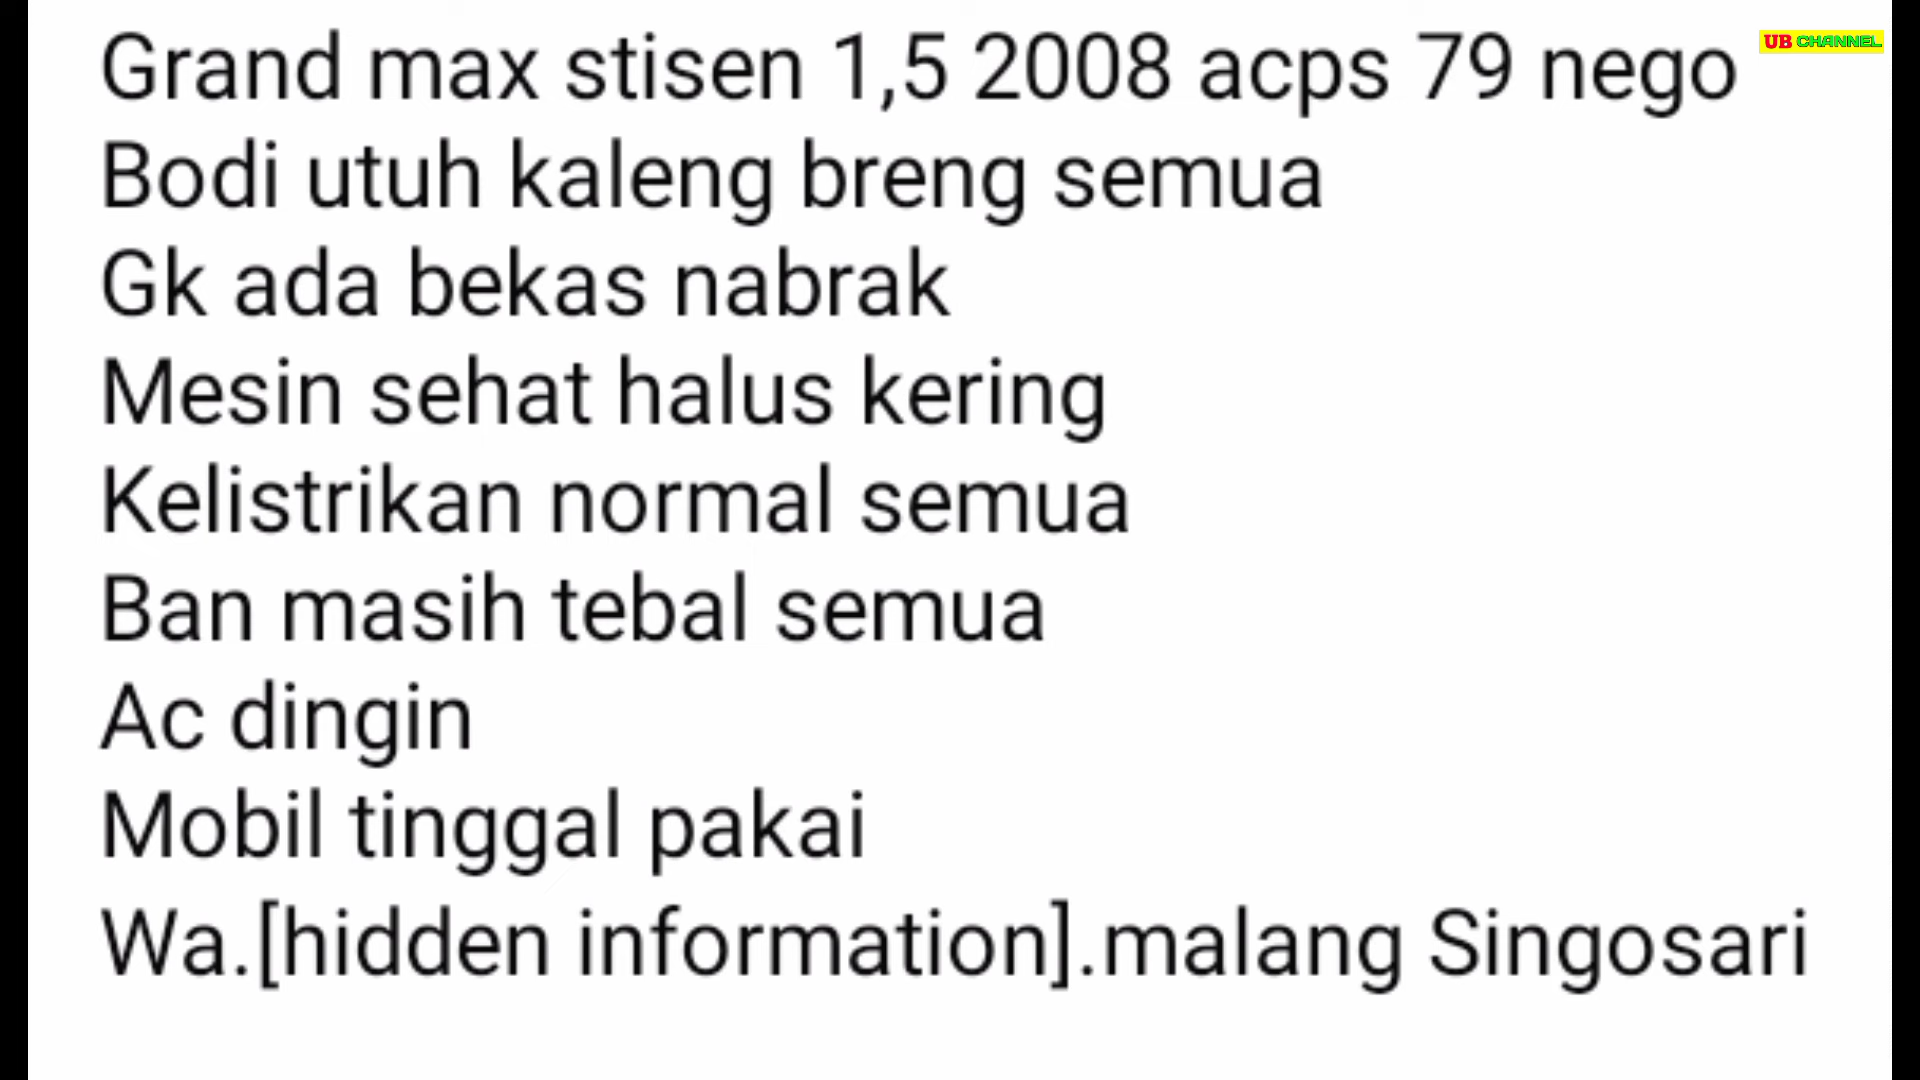 Grand max stisen 1,5 2008 acps 79 nego
UB CHANNEL
Bodi utuh kaleng breng semua
Gk ada bekas nabrak
Mesin sehat halus kering
Kelistrikan normal semua
Ban masih tebal semua
Ac dingin
Mobil tinggal pakai
Wa.[hidden information].malang Singosari